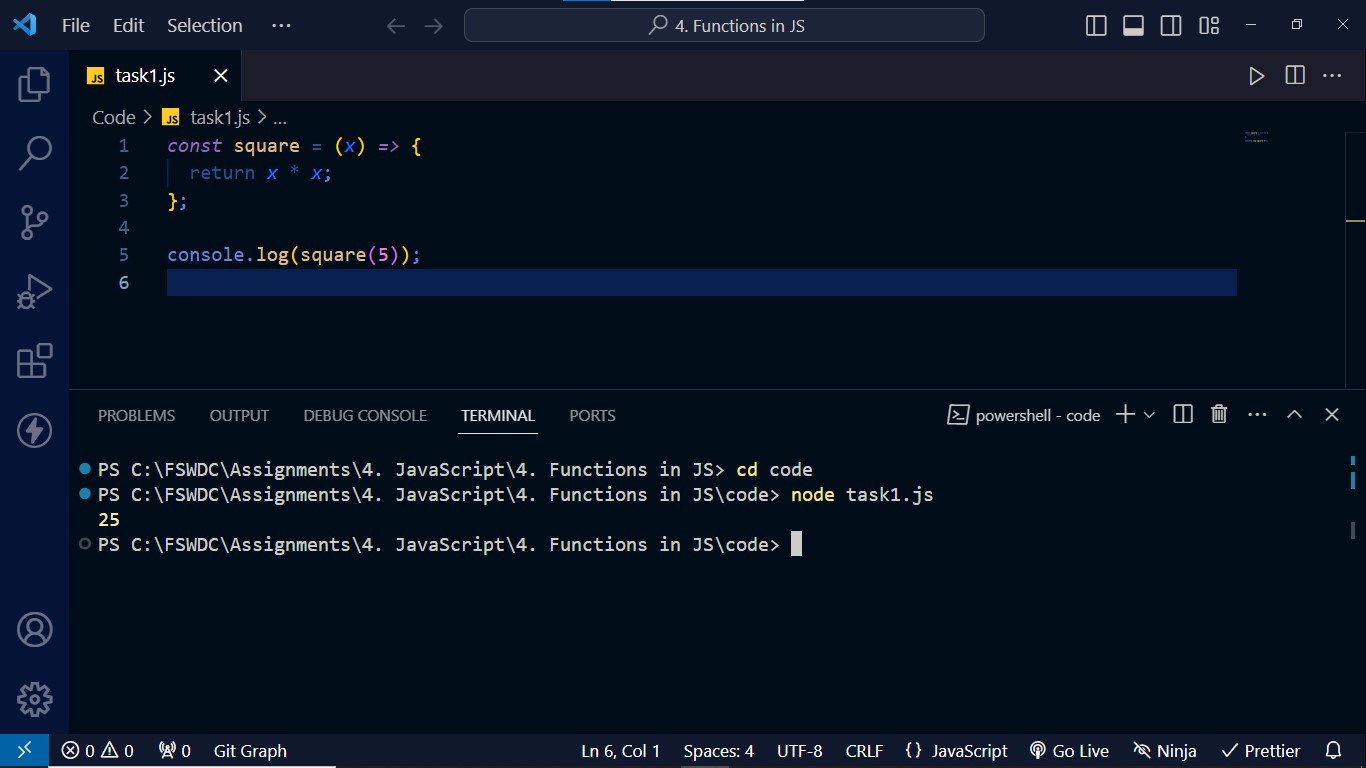 File Edit Selection ···
4. Functions in JS
JS task1.js
Code > JS task1.js > ...
1 const square = (x) => {
2   return x * x;
3 };
4
5 console.log(square(5));
6
PROBLEMS OUTPUT DEBUG CONSOLE TERMINAL PORTS powershell - code
PS C:\FSWDC\Assignments\4. JavaScript\4. Functions in JS> cd code
PS C:\FSWDC\Assignments\4. JavaScript\4. Functions in JS\code> node task1.js
25
PS C:\FSWDC\Assignments\4. JavaScript\4. Functions in JS\code>
0 0 0 Git Graph Ln 6, Col 1 Spaces: 4 UTF-8 CRLF {} JavaScript Go Live Ninja Prettier